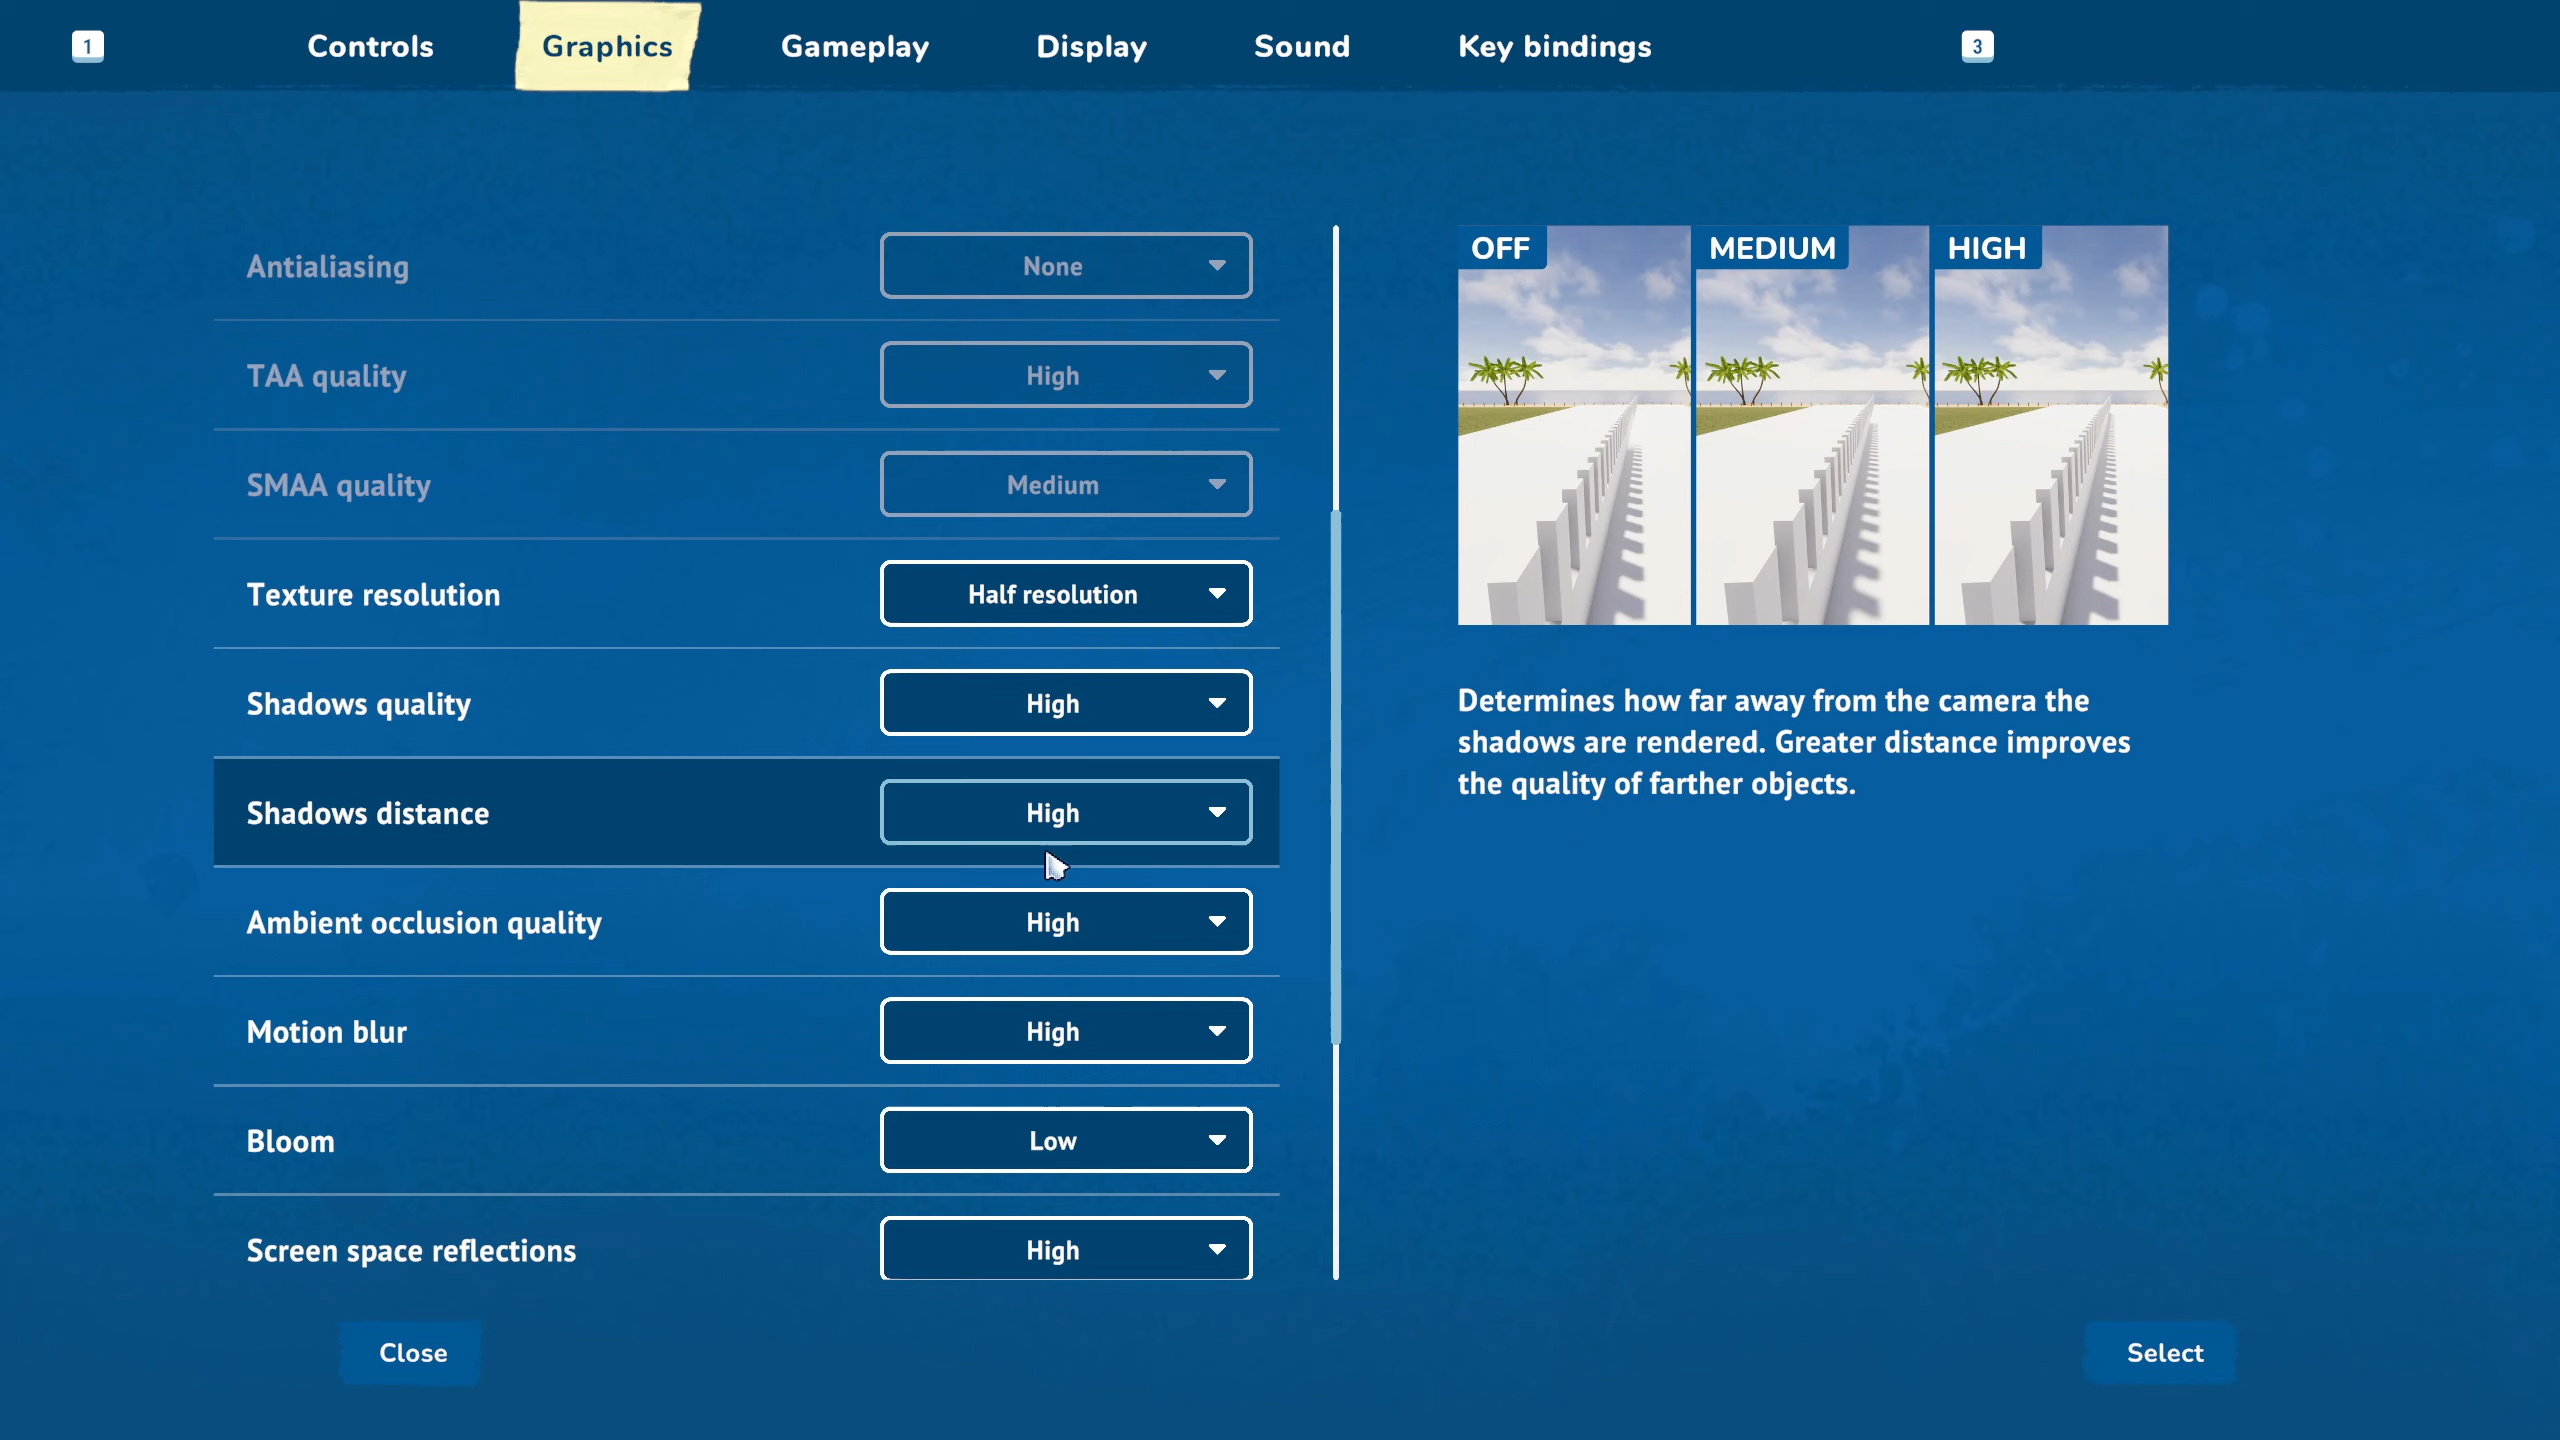 1
Controls
Graphics
Gameplay
Display
Sound
Key bindings
3
Antialiasing
None
TAA quality
High
SMAA quality
Medium
Texture resolution
Half resolution
Shadows quality
High
Shadows distance
High
Ambient occlusion quality
High
Motion blur
High
Bloom
Low
Screen space reflections
High
OFF
MEDIUM
HIGH
Determines how far away from the camera the
shadows are rendered. Greater distance improves
the quality of farther objects.
Close
Select